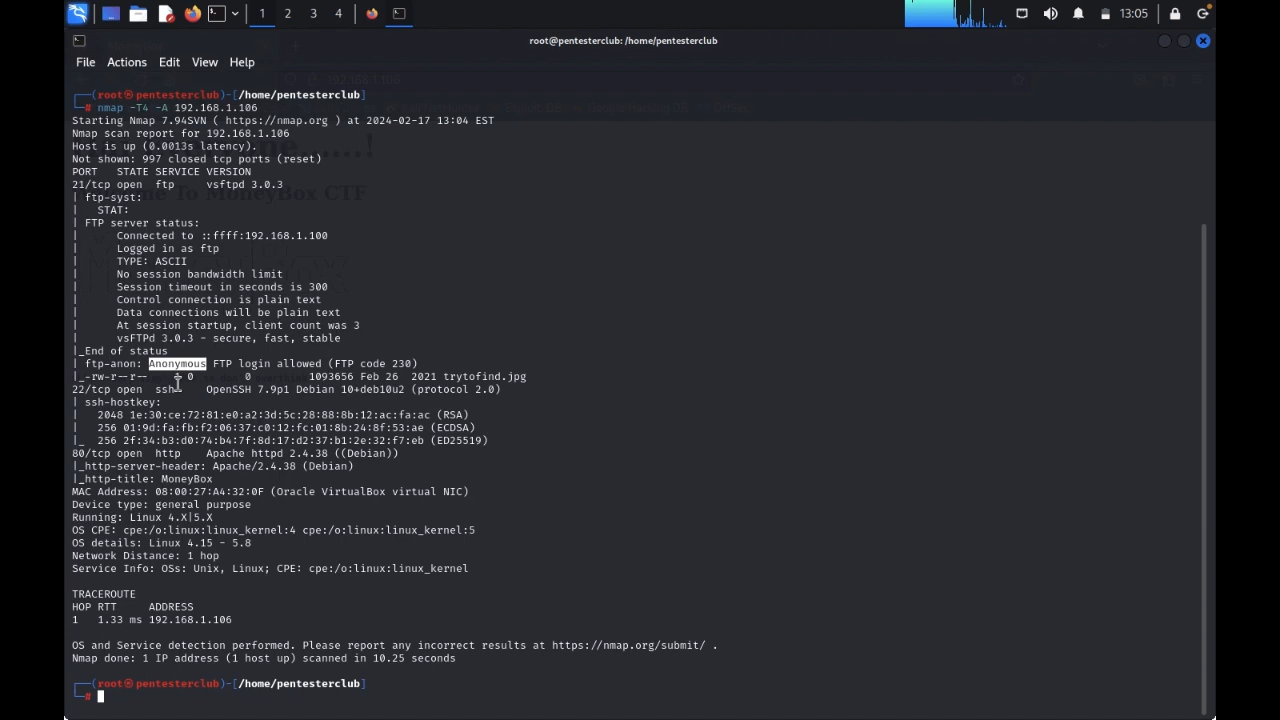 1 2 3 4
13:05
root@pentesterclub: /home/pentesterclub
File Actions Edit View Help
┌──(root㉿pentesterclub)-[/home/pentesterclub]
└─# nmap -T4 -A 192.168.1.106
Starting Nmap 7.94SVN ( https://nmap.org ) at 2024-02-17 13:04 EST
Nmap scan report for 192.168.1.106
Host is up (0.0013s latency).
Not shown: 997 closed tcp ports (reset)
PORT   STATE SERVICE VERSION
21/tcp open  ftp     vsftpd 3.0.3
| ftp-syst:
|   STAT:
| FTP server status:
|      Connected to ::ffff:192.168.1.100
|      Logged in as ftp
|      TYPE: ASCII
|      No session bandwidth limit
|      Session timeout in seconds is 300
|      Control connection is plain text
|      Data connections will be plain text
|      At session startup, client count was 3
|      vsFTPd 3.0.3 - secure, fast, stable
|_End of status
| ftp-anon: Anonymous FTP login allowed (FTP code 230)
|_-rw-r--r--    1 0        0         1093656 Feb 26  2021 trytofind.jpg
22/tcp open  ssh     OpenSSH 7.9p1 Debian 10+deb10u2 (protocol 2.0)
| ssh-hostkey:
|   2048 1e:30:ce:72:81:e0:a2:3d:5c:28:88:8b:12:ac:fa:ac (RSA)
|   256 01:9d:fa:fb:f2:06:37:c0:12:fc:01:8b:24:8f:53:ae (ECDSA)
|_  256 2f:34:b3:d0:74:b4:7f:8d:17:d2:37:b1:2e:32:f7:eb (ED25519)
80/tcp open  http    Apache httpd 2.4.38 ((Debian))
|_http-server-header: Apache/2.4.38 (Debian)
|_http-title: MoneyBox
MAC Address: 08:00:27:A4:32:0F (Oracle VirtualBox virtual NIC)
Device type: general purpose
Running: Linux 4.X|5.X
OS CPE: cpe:/o:linux:linux_kernel:4 cpe:/o:linux:linux_kernel:5
OS details: Linux 4.15 - 5.8
Network Distance: 1 hop
Service Info: OSs: Unix, Linux; CPE: cpe:/o:linux:linux_kernel
TRACEROUTE
HOP RTT     ADDRESS
1   1.33 ms 192.168.1.106
OS and Service detection performed. Please report any incorrect results at https://nmap.org/submit/ .
Nmap done: 1 IP address (1 host up) scanned in 10.25 seconds
┌──(root㉿pentesterclub)-[/home/pentesterclub]
└─#